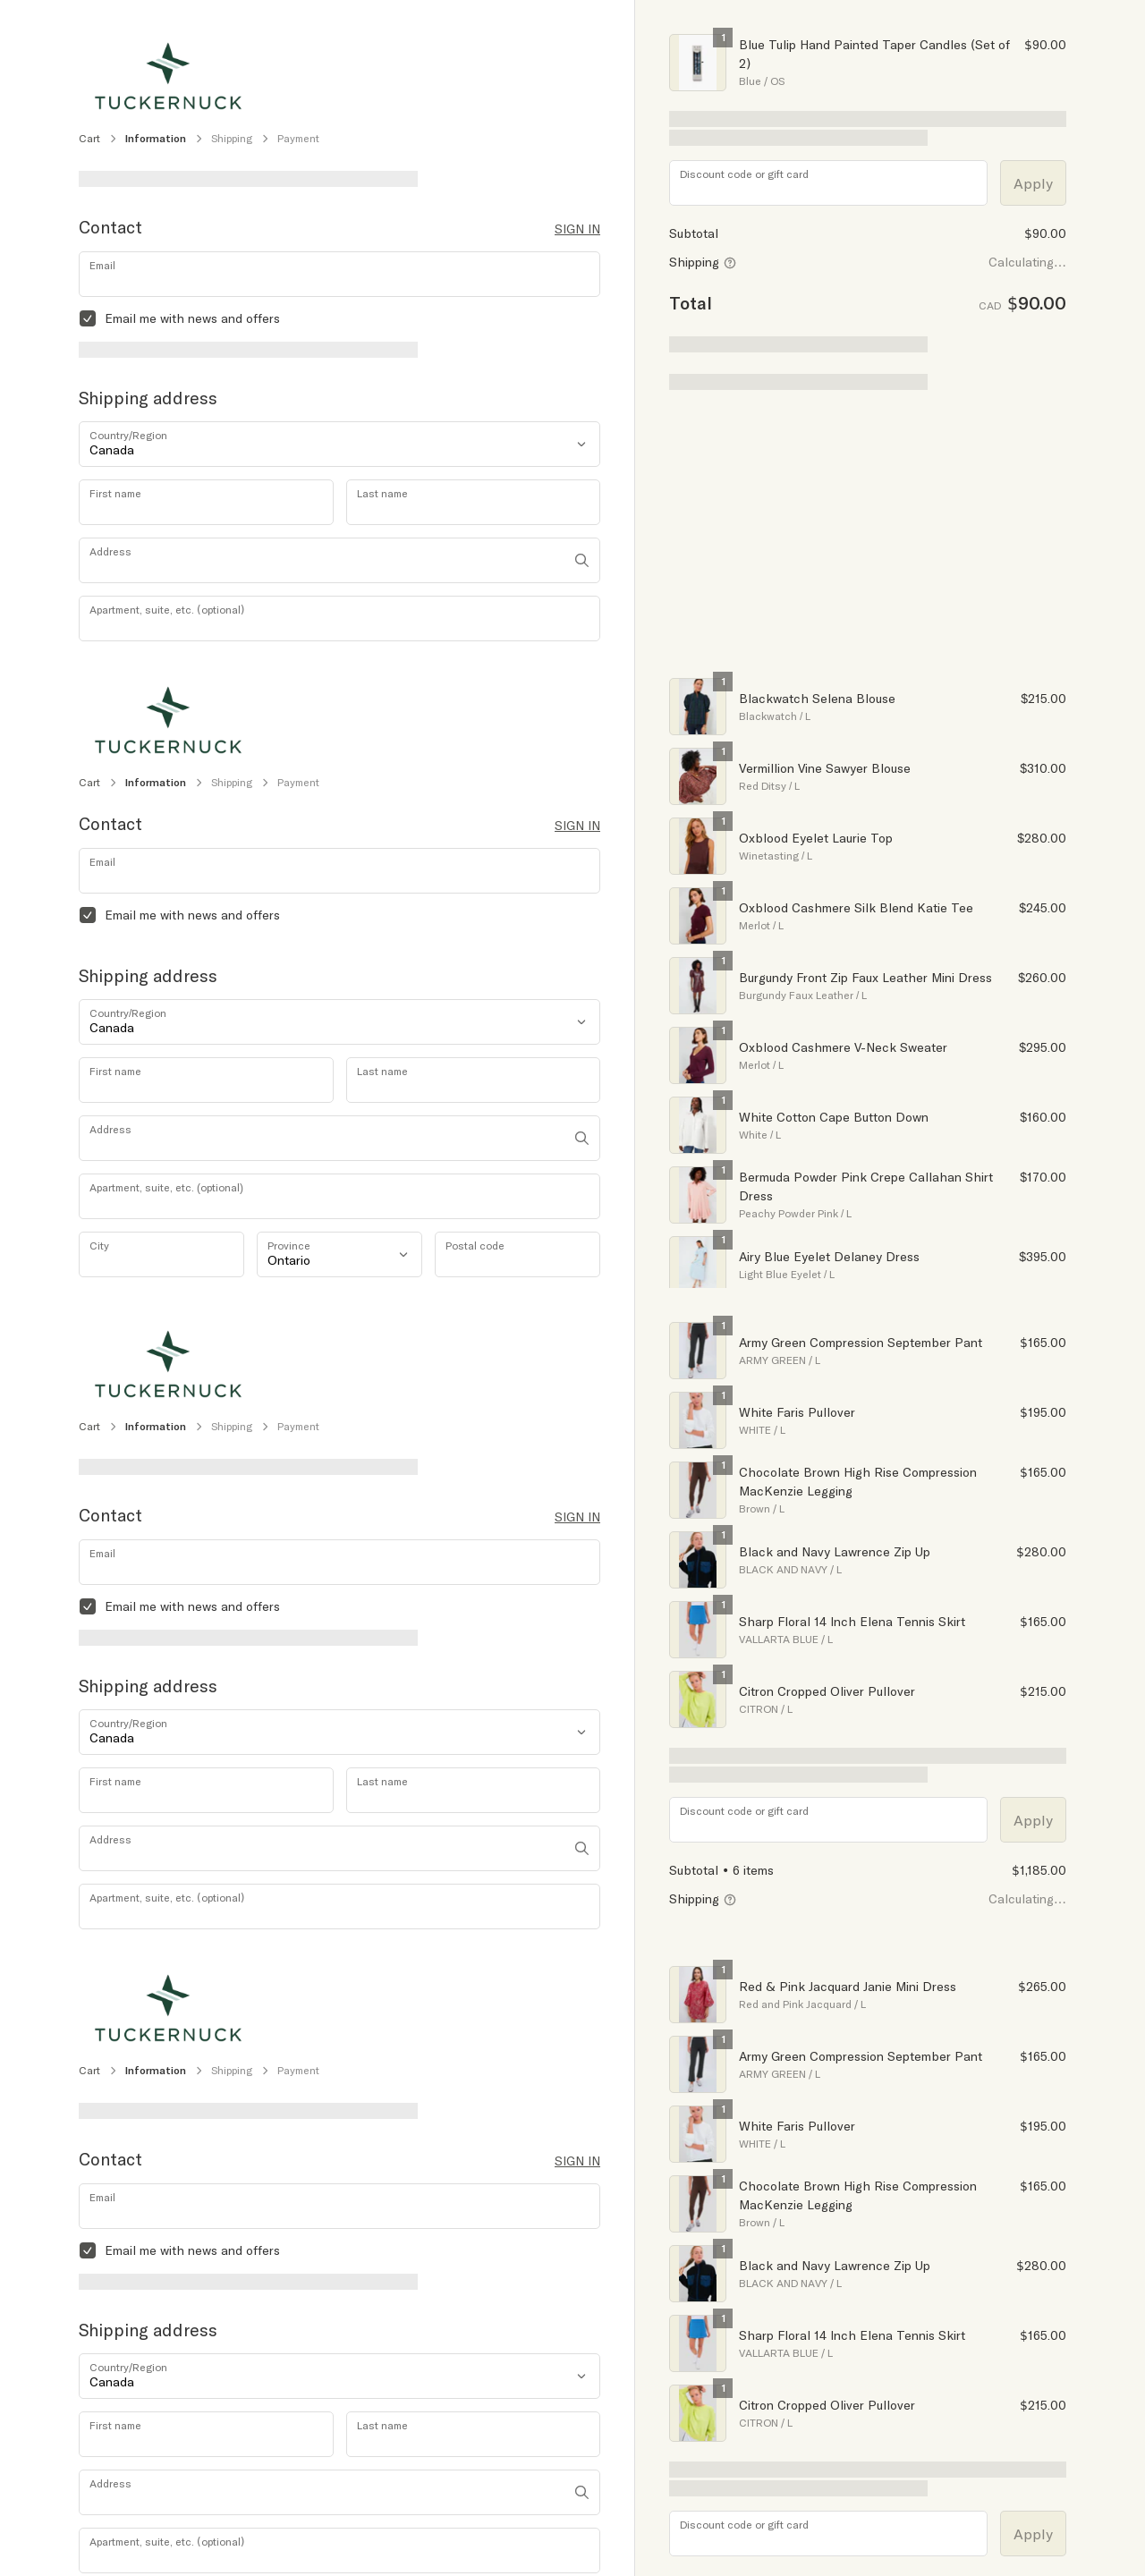 TUCKERNUCK
Cart > Information > Shipping > Payment
Contact SIGN IN
Email
Email me with news and offers
Shipping address
Country/Region
Canada
First name Last name
Address
Apartment, suite, etc. (optional)
1
Blue Tulip Hand Painted Taper Candles (Set of $90.00
2)
Blue / OS
Discount code or gift card Apply
Subtotal $90.00
Shipping Calculating...
Total CAD $90.00
TUCKERNUCK
Cart > Information > Shipping > Payment
Contact SIGN IN
Email
Email me with news and offers
Shipping address
Country/Region
Canada
First name Last name
Address
Apartment, suite, etc. (optional)
City Province Postal code
Ontario
1
Blackwatch Selena Blouse $215.00
Blackwatch / L
1
Vermillion Vine Sawyer Blouse $310.00
Red Ditsy / L
1
Oxblood Eyelet Laurie Top $280.00
Winetasting / L
1
Oxblood Cashmere Silk Blend Katie Tee $245.00
Merlot / L
1
Burgundy Front Zip Faux Leather Mini Dress $260.00
Burgundy Faux Leather / L
1
Oxblood Cashmere V-Neck Sweater $295.00
Merlot / L
1
White Cotton Cape Button Down $160.00
White / L
1
Bermuda Powder Pink Crepe Callahan Shirt $170.00
Dress
Peachy Powder Pink / L
1
Airy Blue Eyelet Delaney Dress $395.00
Light Blue Eyelet / L
TUCKERNUCK
Cart > Information > Shipping > Payment
Contact SIGN IN
Email
Email me with news and offers
Shipping address
Country/Region
Canada
First name Last name
Address
Apartment, suite, etc. (optional)
1
Army Green Compression September Pant $165.00
ARMY GREEN / L
1
White Faris Pullover $195.00
WHITE / L
1
Chocolate Brown High Rise Compression $165.00
MacKenzie Legging
Brown / L
1
Black and Navy Lawrence Zip Up $280.00
BLACK AND NAVY / L
1
Sharp Floral 14 Inch Elena Tennis Skirt $165.00
VALLARTA BLUE / L
1
Citron Cropped Oliver Pullover $215.00
CITRON / L
Discount code or gift card Apply
Subtotal • 6 items $1,185.00
Shipping Calculating...
TUCKERNUCK
Cart > Information > Shipping > Payment
Contact SIGN IN
Email
Email me with news and offers
Shipping address
Country/Region
Canada
First name Last name
Address
Apartment, suite, etc. (optional)
1
Red & Pink Jacquard Janie Mini Dress $265.00
Red and Pink Jacquard / L
1
Army Green Compression September Pant $165.00
ARMY GREEN / L
1
White Faris Pullover $195.00
WHITE / L
1
Chocolate Brown High Rise Compression $165.00
MacKenzie Legging
Brown / L
1
Black and Navy Lawrence Zip Up $280.00
BLACK AND NAVY / L
1
Sharp Floral 14 Inch Elena Tennis Skirt $165.00
VALLARTA BLUE / L
1
Citron Cropped Oliver Pullover $215.00
CITRON / L
Discount code or gift card Apply